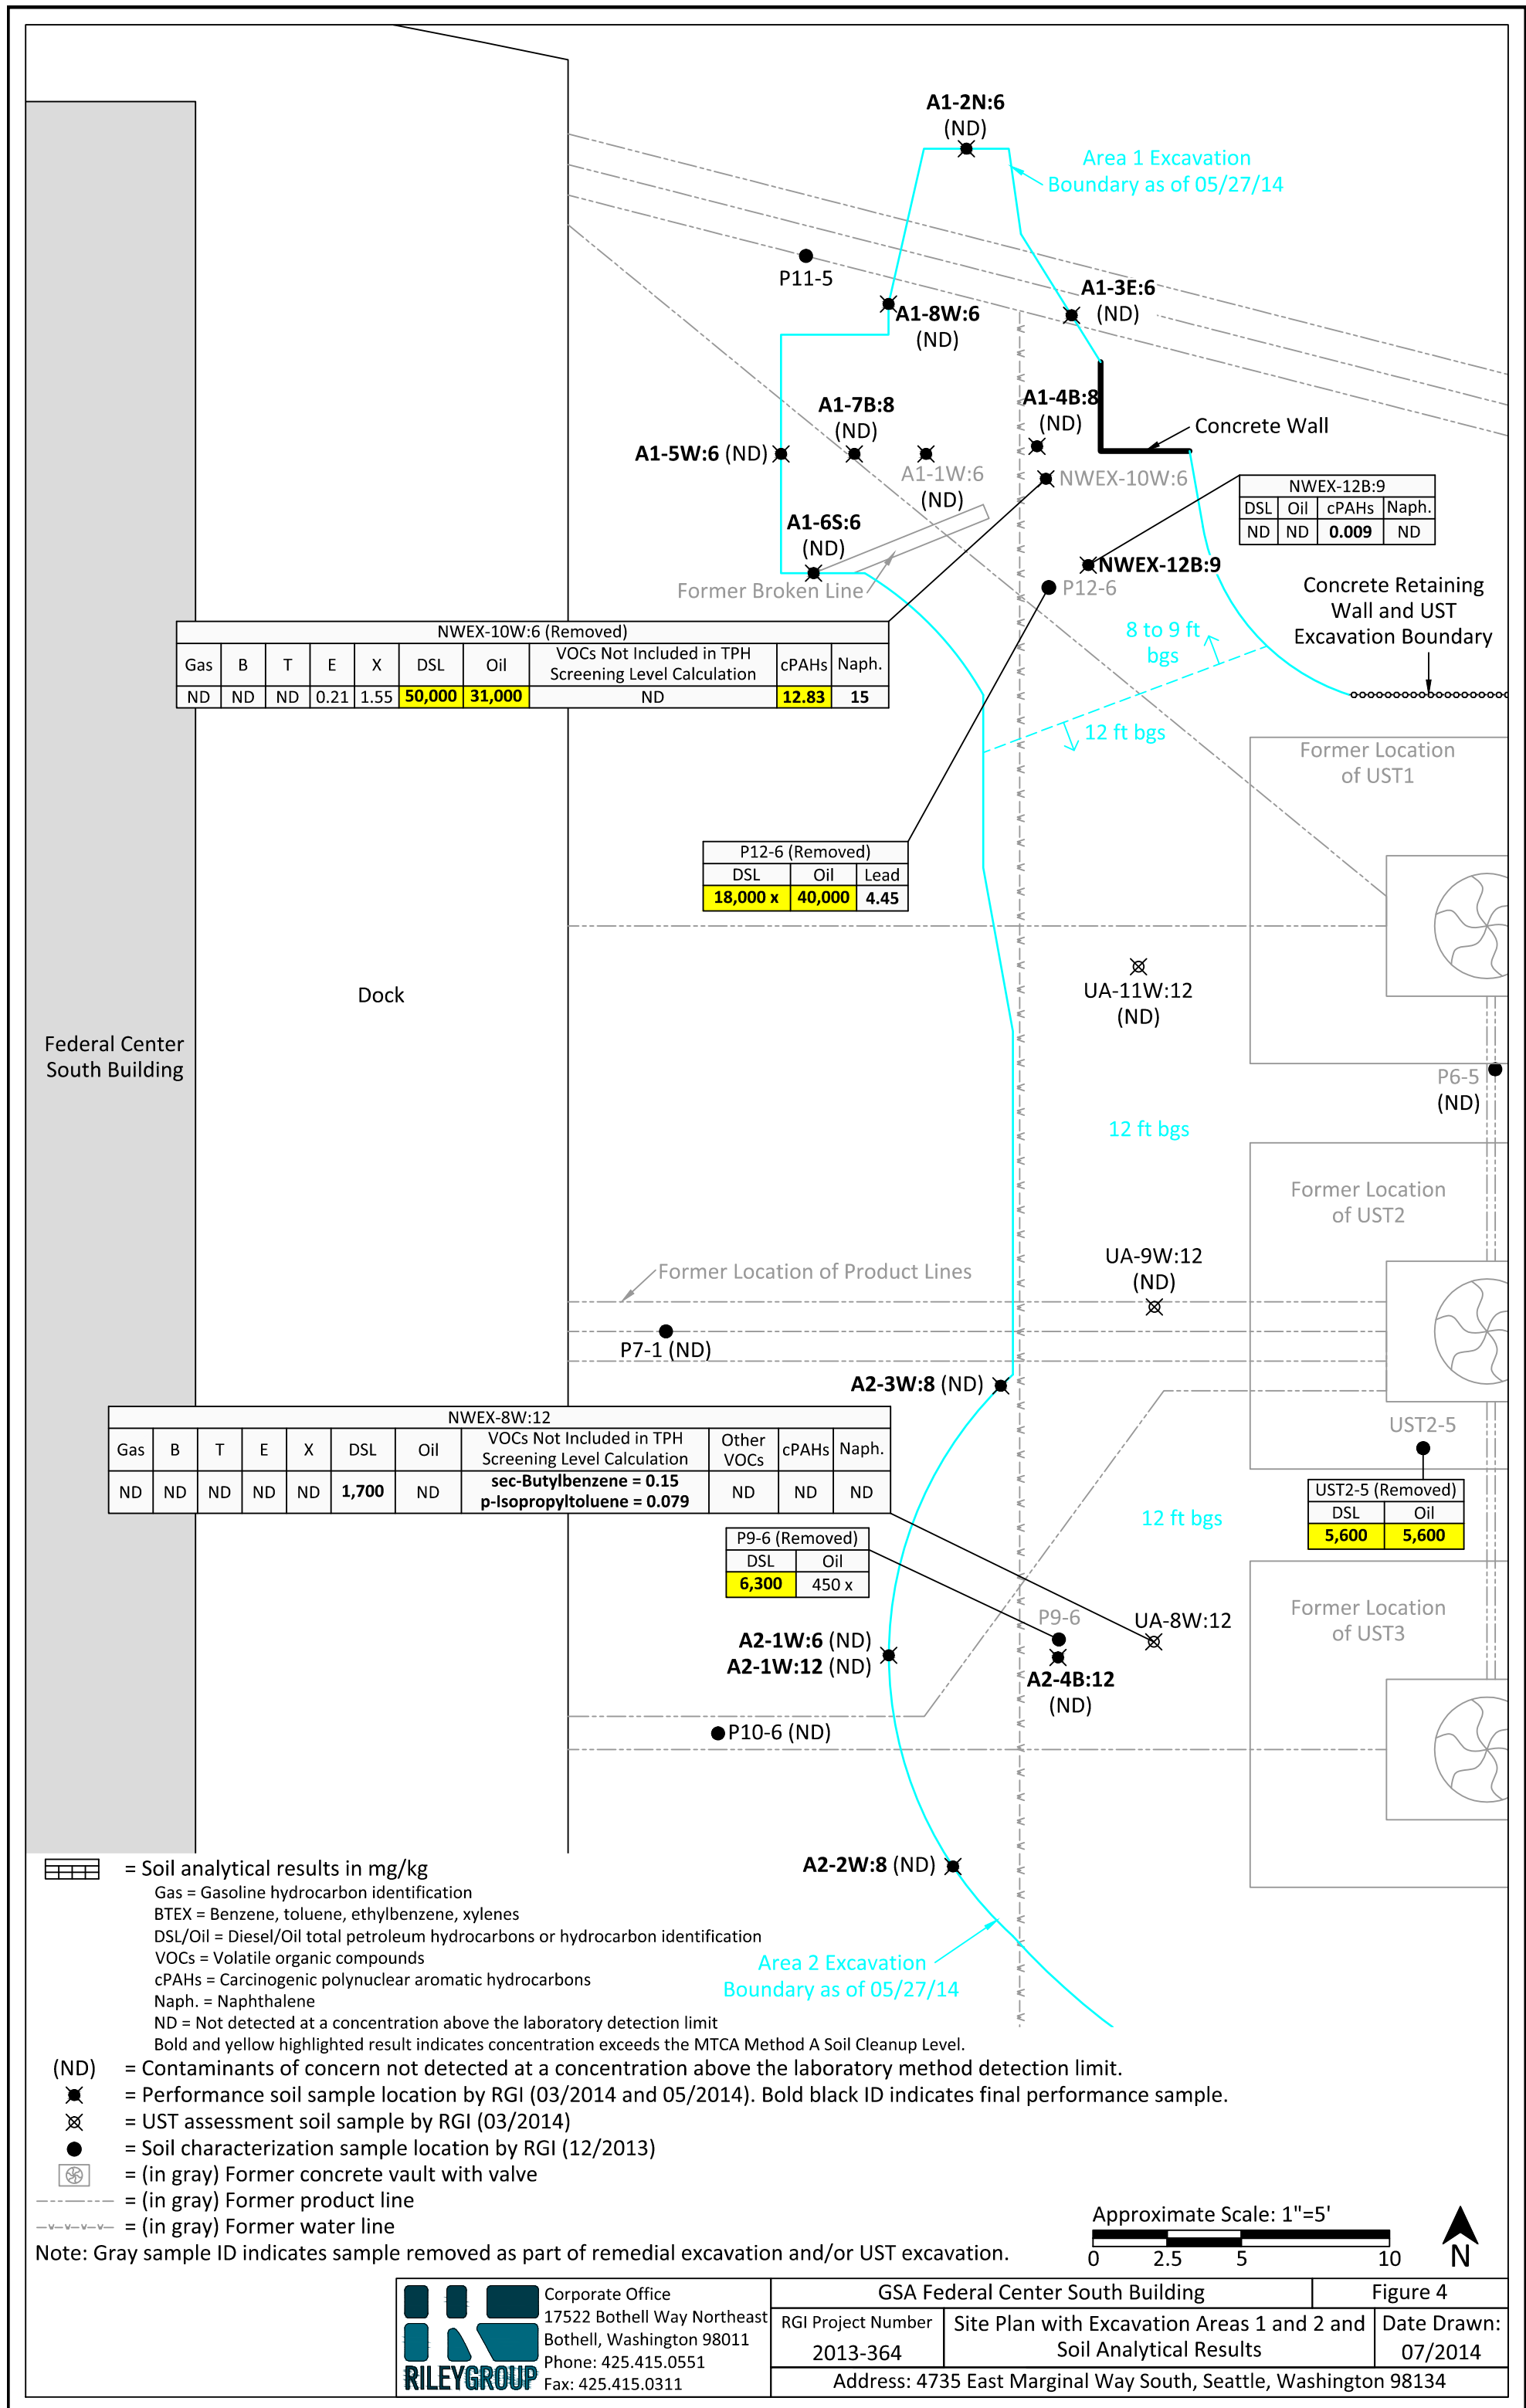 A1-2N:6
(ND)
Area 1 Excavation
Boundary as of 05/27/14
P11-5
A1-8W:6
(ND)
A1-3E:6
(ND)
A1-7B:8
(ND)
A1-4B:8
(ND)
Concrete Wall
A1-5W:6 (ND)
A1-1W:6
(ND)
NWEX-10W:6
NWEX-12B:9
DSL Oil cPAHs Naph.
ND ND 0.009 ND
A1-6S:6
(ND)
NWEX-12B:9
Former Broken Line
P12-6
Concrete Retaining
Wall and UST
Excavation Boundary
8 to 9 ft
bgs
NWEX-10W:6 (Removed)
Gas B T E X DSL Oil VOCs Not Included in TPH Screening Level Calculation cPAHs Naph.
ND ND ND 0.21 1.55 50,000 31,000 ND 12.83 15
12 ft bgs
Former Location
of UST1
P12-6 (Removed)
DSL Oil Lead
18,000 x 40,000 4.45
Dock
Federal Center
South Building
UA-11W:12
(ND)
P6-5
(ND)
12 ft bgs
Former Location
of UST2
UA-9W:12
(ND)
Former Location of Product Lines
P7-1 (ND)
A2-3W:8 (ND)
NWEX-8W:12
Gas B T E X DSL Oil VOCs Not Included in TPH Screening Level Calculation Other VOCs cPAHs Naph.
ND ND ND ND ND 1,700 ND sec-Butylbenzene = 0.15 p-Isopropyltoluene = 0.079 ND ND ND
UST2-5
UST2-5 (Removed)
DSL Oil
5,600 5,600
12 ft bgs
P9-6 (Removed)
DSL Oil
6,300 450 x
P9-6
UA-8W:12
Former Location
of UST3
A2-1W:6 (ND)
A2-1W:12 (ND)
A2-4B:12
(ND)
P10-6 (ND)
A2-2W:8 (ND)
Area 2 Excavation
Boundary as of 05/27/14
= Soil analytical results in mg/kg
Gas = Gasoline hydrocarbon identification
BTEX = Benzene, toluene, ethylbenzene, xylenes
DSL/Oil = Diesel/Oil total petroleum hydrocarbons or hydrocarbon identification
VOCs = Volatile organic compounds
cPAHs = Carcinogenic polynuclear aromatic hydrocarbons
Naph. = Naphthalene
ND = Not detected at a concentration above the laboratory detection limit
Bold and yellow highlighted result indicates concentration exceeds the MTCA Method A Soil Cleanup Level.
(ND) = Contaminants of concern not detected at a concentration above the laboratory method detection limit.
= Performance soil sample location by RGI (03/2014 and 05/2014). Bold black ID indicates final performance sample.
= UST assessment soil sample by RGI (03/2014)
= Soil characterization sample location by RGI (12/2013)
= (in gray) Former concrete vault with valve
= (in gray) Former product line
= (in gray) Former water line
Note: Gray sample ID indicates sample removed as part of remedial excavation and/or UST excavation.
Approximate Scale: 1"=5'
0 2.5 5 10
N
RILEYGROUP
Corporate Office
17522 Bothell Way Northeast
Bothell, Washington 98011
Phone: 425.415.0551
Fax: 425.415.0311
GSA Federal Center South Building
Figure 4
RGI Project Number
2013-364
Site Plan with Excavation Areas 1 and 2 and
Soil Analytical Results
Date Drawn:
07/2014
Address: 4735 East Marginal Way South, Seattle, Washington 98134